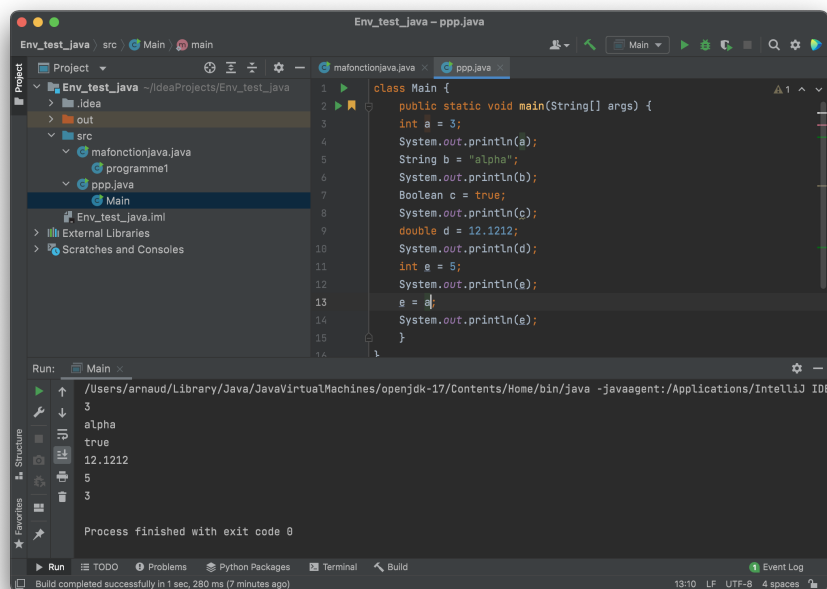 Env_test_java – ppp.java
Env_test_java src Main main
Main
Project
Project
mafonctionjava.java
ppp.java
Env_test_java ~/IdeaProjects/Env_test_java
.idea
out
src
mafonctionjava.java
programme1
ppp.java
Main
Env_test_java.iml
External Libraries
Scratches and Consoles
1 class Main {
2 public static void main(String[] args) {
3 int a = 3;
4 System.out.println(a);
5 String b = "alpha";
6 System.out.println(b);
7 Boolean c = true;
8 System.out.println(c);
9 double d = 12.1212;
10 System.out.println(d);
11 int e = 5;
12 System.out.println(e);
13 e = a;
14 System.out.println(e);
15 }
16 }
1
Run: Main
/Users/arnaud/Library/Java/JavaVirtualMachines/openjdk-17/Contents/Home/bin/java -javaagent:/Applications/IntelliJ IDE
3
alpha
true
12.1212
5
3
Process finished with exit code 0
Structure
Favorites
Run TODO Problems Python Packages Terminal Build 1 Event Log
Build completed successfully in 1 sec, 280 ms (7 minutes ago) 13:10 LF UTF-8 4 spaces